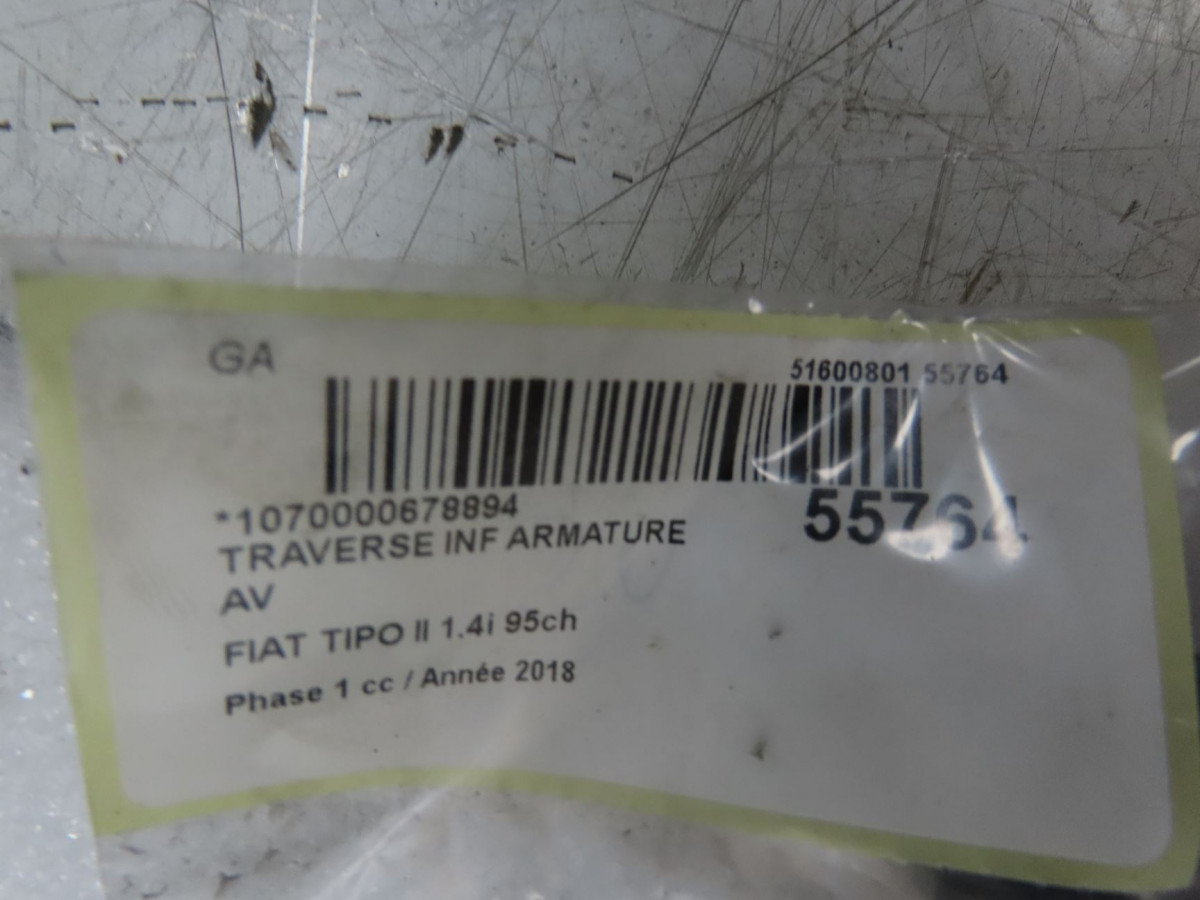 GA
51600801 55764
*1070000678894
55764
TRAVERSE INF ARMATURE
AV
FIAT TIPO II 1.4i 95ch
Phase 1 cc / Année 2018